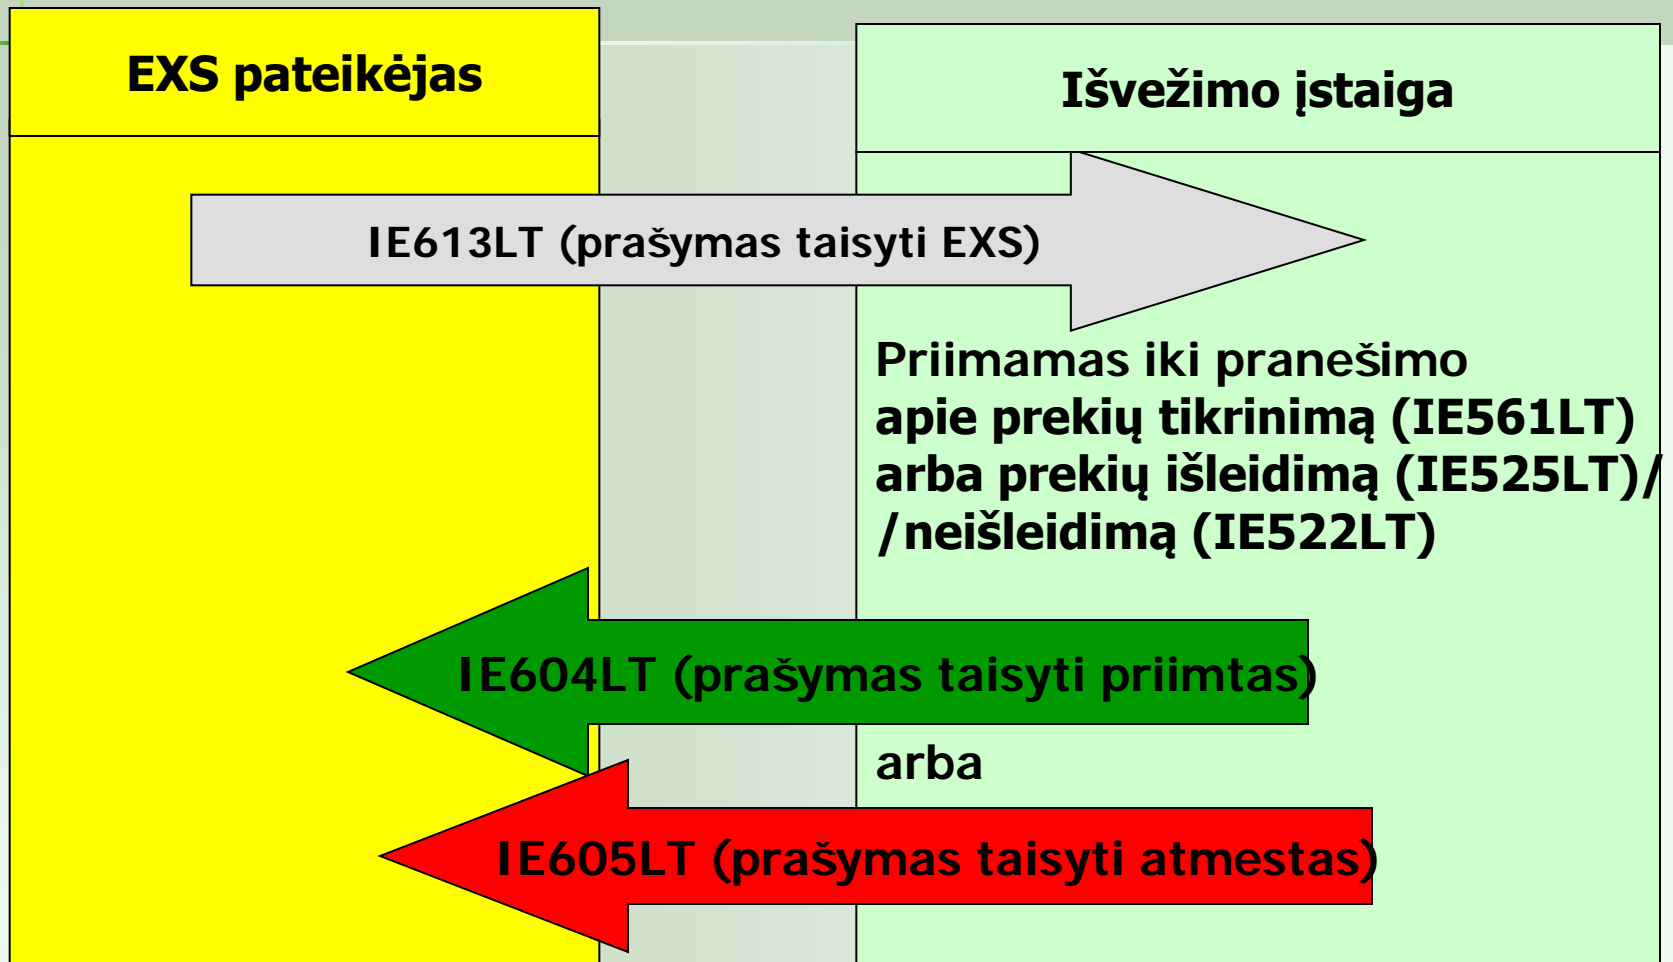 EXS pateikėjas
Išvežimo įstaiga
IE613LT (prašymas taisyti EXS)
Priimamas iki pranešimo
apie prekių tikrinimą (IE561LT)
arba prekių išleidimą (IE525LT)/
/neišleidimą (IE522LT)
IE604LT (prašymas taisyti priimtas)
arba
IE605LT (prašymas taisyti atmestas)